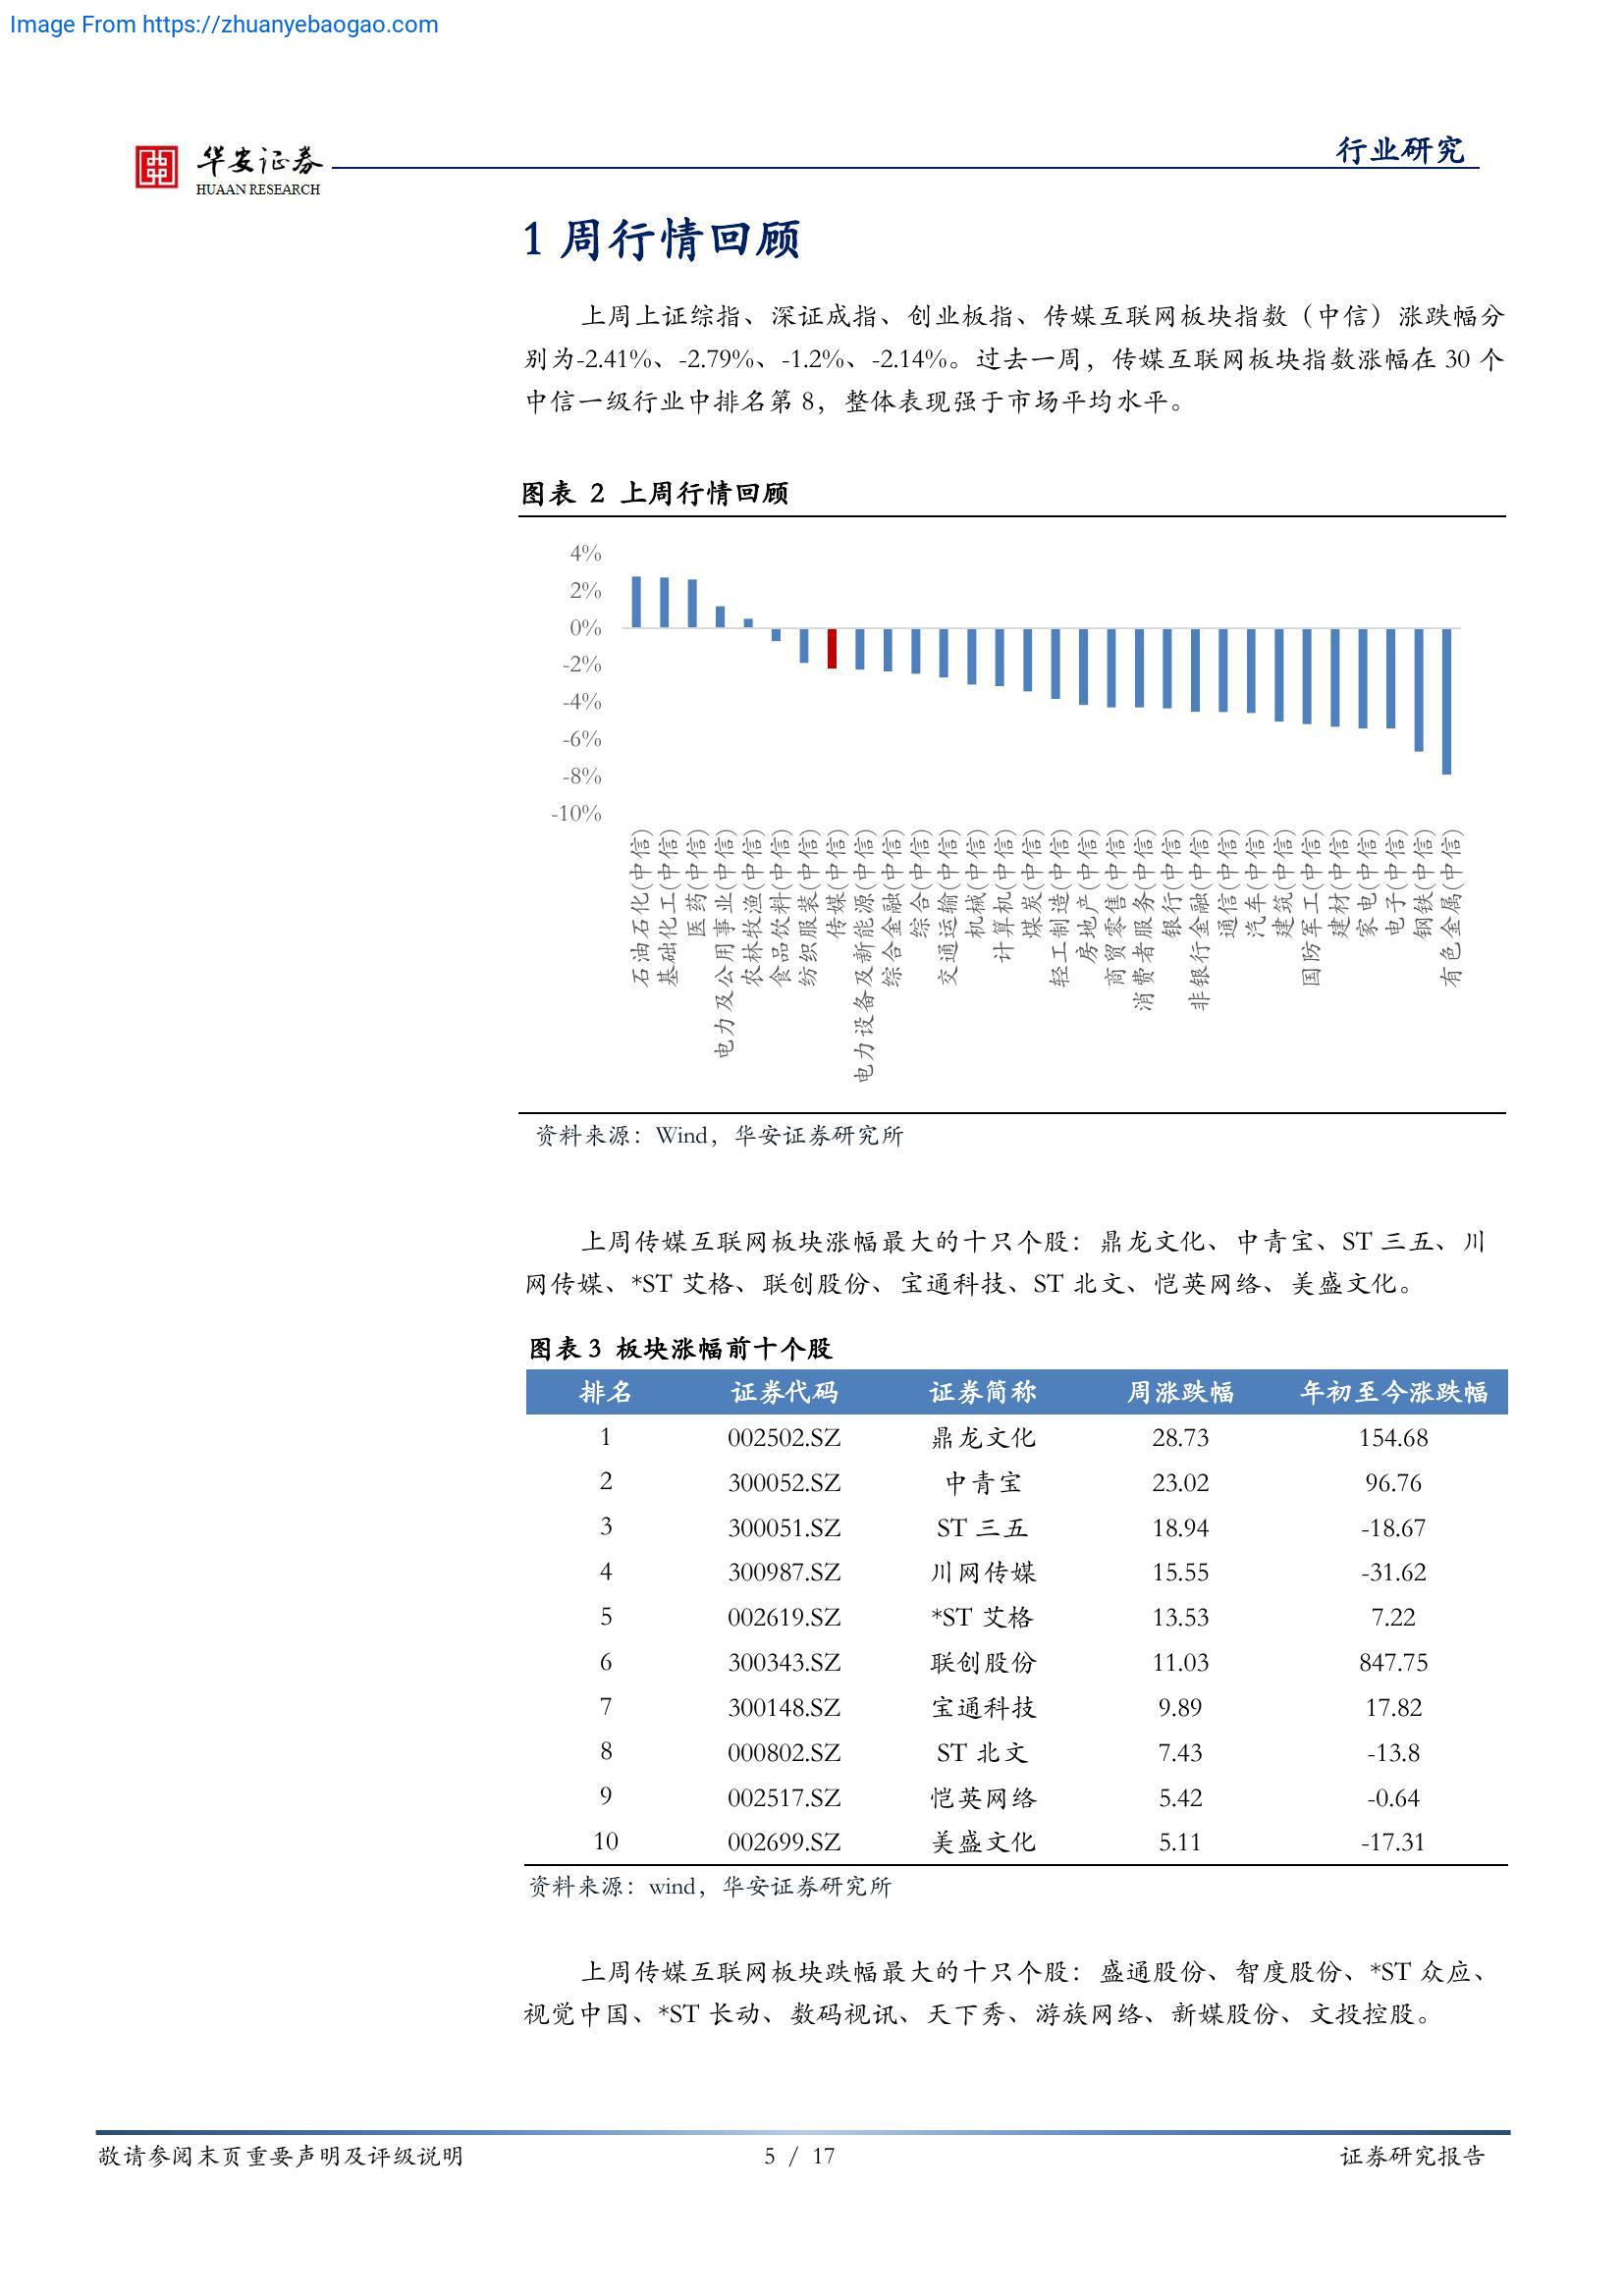 Image From https://zhuanyebaogao.com
华安证券
HUAAN RESEARCH
行业研究
1 周行情回顾
上周上证综指、深证成指、创业板指、传媒互联网板块指数（中信）涨跌幅分
别为-2.41%、-2.79%、-1.2%、-2.14%。过去一周，传媒互联网板块指数涨幅在 30 个
中信一级行业中排名第 8，整体表现强于市场平均水平。
图表 2 上周行情回顾
4%
2%
0%
-2%
-4%
-6%
-8%
-10%
石油石化(中信)
基础化工(中信)
医药(中信)
电力及公用事业(中信)
农林牧渔(中信)
食品饮料(中信)
纺织服装(中信)
传媒(中信)
电力设备及新能源(中信)
综合金融(中信)
综合(中信)
交通运输(中信)
机械(中信)
计算机(中信)
煤炭(中信)
轻工制造(中信)
房地产(中信)
商贸零售(中信)
消费者服务(中信)
银行(中信)
非银行金融(中信)
通信(中信)
汽车(中信)
建筑(中信)
国防军工(中信)
建材(中信)
家电(中信)
电子(中信)
钢铁(中信)
有色金属(中信)
资料来源：Wind，华安证券研究所
上周传媒互联网板块涨幅最大的十只个股：鼎龙文化、中青宝、ST 三五、川
网传媒、*ST 艾格、联创股份、宝通科技、ST 北文、恺英网络、美盛文化。
图表 3 板块涨幅前十个股
排名 证券代码 证券简称 周涨跌幅 年初至今涨跌幅
1 002502.SZ 鼎龙文化 28.73 154.68
2 300052.SZ 中青宝 23.02 96.76
3 300051.SZ ST 三五 18.94 -18.67
4 300987.SZ 川网传媒 15.55 -31.62
5 002619.SZ *ST 艾格 13.53 7.22
6 300343.SZ 联创股份 11.03 847.75
7 300148.SZ 宝通科技 9.89 17.82
8 000802.SZ ST 北文 7.43 -13.8
9 002517.SZ 恺英网络 5.42 -0.64
10 002699.SZ 美盛文化 5.11 -17.31
资料来源：wind，华安证券研究所
上周传媒互联网板块跌幅最大的十只个股：盛通股份、智度股份、*ST 众应、
视觉中国、*ST 长动、数码视讯、天下秀、游族网络、新媒股份、文投控股。
敬请参阅末页重要声明及评级说明
5 / 17
证券研究报告